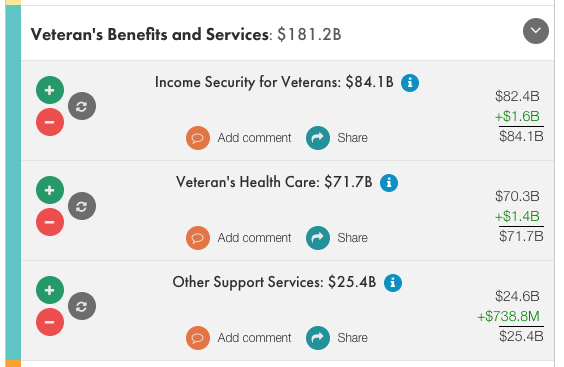 Veteran's Benefits and Services: $181.2B
Income Security for Veterans: $84.1B
$82.4B
+$1.6B
$84.1B
Add comment Share
Veteran's Health Care: $71.7B
$70.3B
+$1.4B
$71.7B
Add comment Share
Other Support Services: $25.4B
$24.6B
+$738.8M
$25.4B
Add comment Share